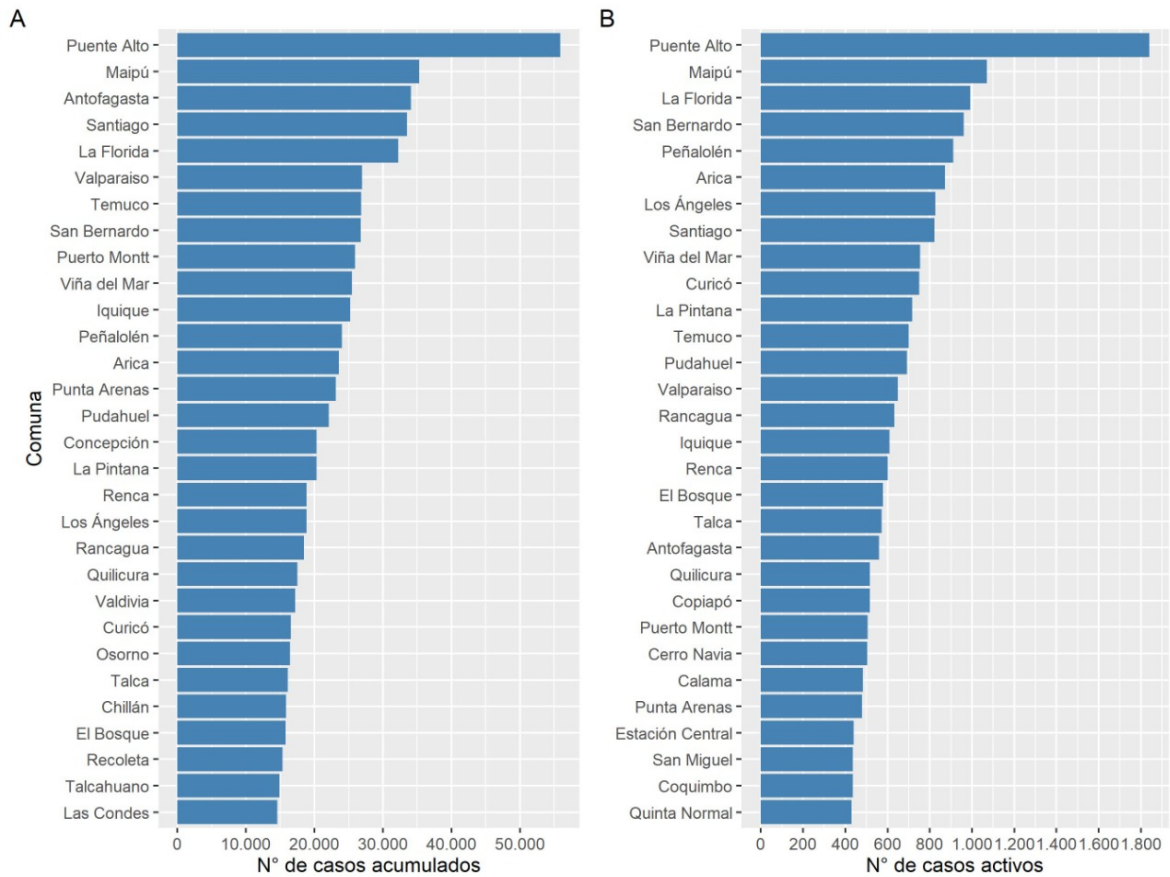 A
Comuna
Puente Alto
Maipú
Antofagasta
Santiago
La Florida
Valparaiso
Temuco
San Bernardo
Puerto Montt
Viña del Mar
Iquique
Peñalolén
Arica
Punta Arenas
Pudahuel
Concepción
La Pintana
Renca
Los Ángeles
Rancagua
Quilicura
Valdivia
Curicó
Osorno
Talca
Chillán
El Bosque
Recoleta
Talcahuano
Las Condes
0 10.000 20.000 30.000 40.000 50.000
N° de casos acumulados
B
Puente Alto
Maipú
La Florida
San Bernardo
Peñalolén
Arica
Los Ángeles
Santiago
Viña del Mar
Curicó
La Pintana
Temuco
Pudahuel
Valparaiso
Rancagua
Iquique
Renca
El Bosque
Talca
Antofagasta
Quilicura
Copiapó
Puerto Montt
Cerro Navia
Calama
Punta Arenas
Estación Central
San Miguel
Coquimbo
Quinta Normal
0 200 400 600 800 1.000 1.200 1.400 1.600 1.800
N° de casos activos